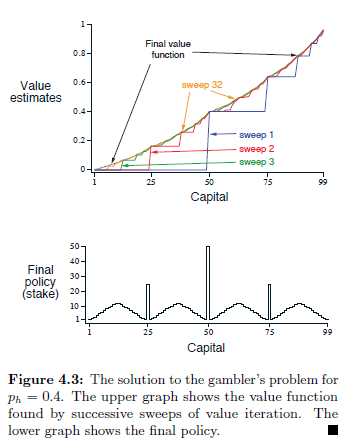 1
0.8
0.6
0.4
0.2
0
Value
estimates
Final value
function
sweep 32
sweep 1
sweep 2
sweep 3
1 25 50 75 99
Capital
50
40
30
20
10
1
Final
policy
(stake)
1 25 50 75 99
Capital
Figure 4.3: The solution to the gambler's problem for
pₕ = 0.4. The upper graph shows the value function
found by successive sweeps of value iteration. The
lower graph shows the final policy. ■